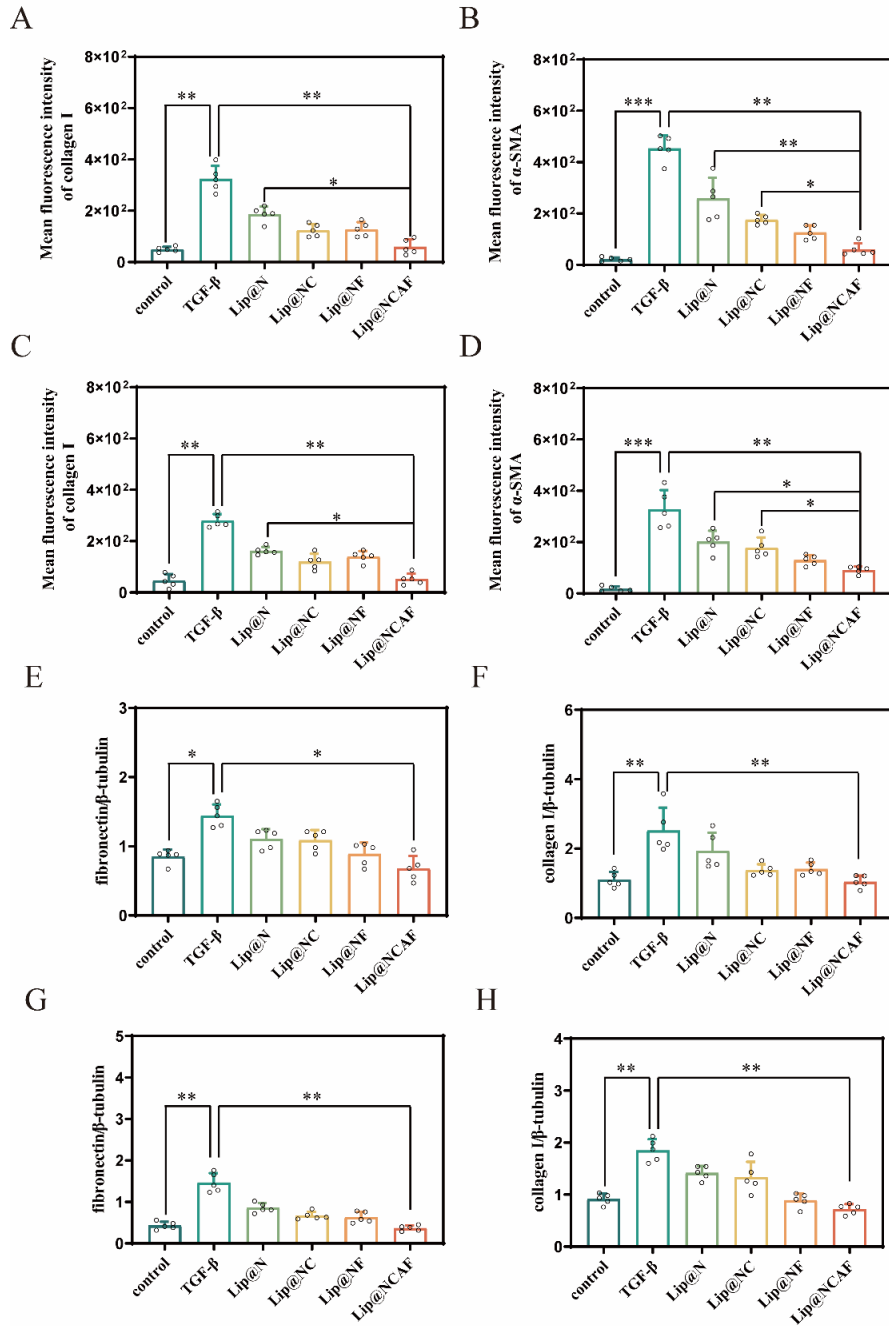 A
B
Mean fluorescence intensity
of collagen I
8×10²
6×10²
4×10²
2×10²
0
**
**
*
control
TGF-β
Lip@N
Lip@NC
Lip@NF
Lip@NCAF
Mean fluorescence intensity
of α-SMA
8×10²
6×10²
4×10²
2×10²
0
***
**
**
*
control
TGF-β
Lip@N
Lip@NC
Lip@NF
Lip@NCAF
C
D
Mean fluorescence intensity
of collagen I
8×10²
6×10²
4×10²
2×10²
0
**
**
*
control
TGF-β
Lip@N
Lip@NC
Lip@NF
Lip@NCAF
Mean fluorescence intensity
of α-SMA
8×10²
6×10²
4×10²
2×10²
0
***
**
*
*
control
TGF-β
Lip@N
Lip@NC
Lip@NF
Lip@NCAF
E
F
fibronectin/β-tubulin
3
2
1
0
*
*
control
TGF-β
Lip@N
Lip@NC
Lip@NF
Lip@NCAF
collagen I/β-tubulin
6
4
2
0
**
**
control
TGF-β
Lip@N
Lip@NC
Lip@NF
Lip@NCAF
G
H
fibronectin/β-tubulin
5
4
3
2
1
0
**
**
control
TGF-β
Lip@N
Lip@NC
Lip@NF
Lip@NCAF
collagen I/β-tubulin
4
3
2
1
0
**
**
control
TGF-β
Lip@N
Lip@NC
Lip@NF
Lip@NCAF